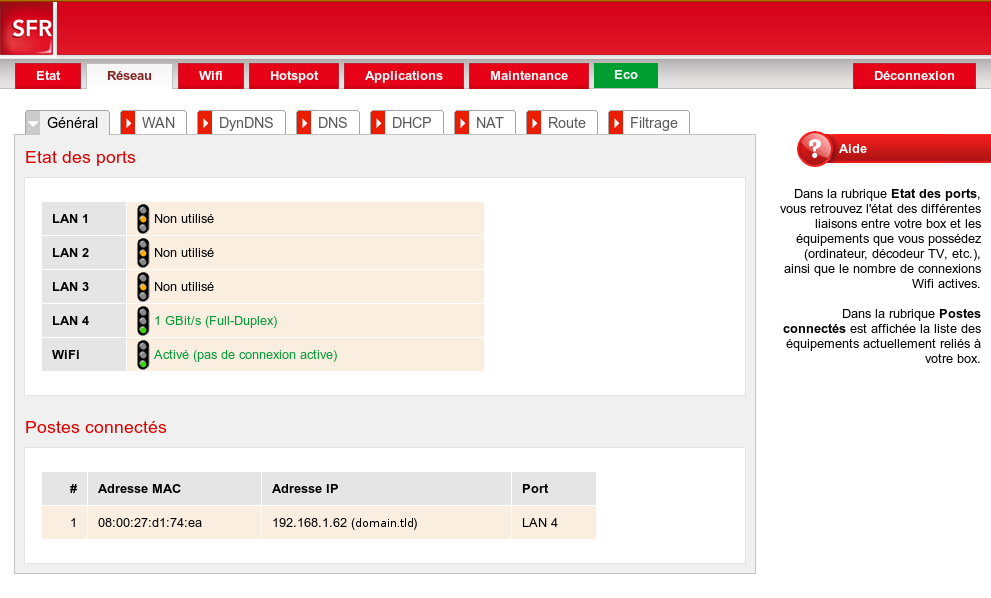 SFR
Etat Réseau Wifi Hotspot Applications Maintenance Eco Déconnexion
Général WAN DynDNS DNS DHCP NAT Route Filtrage
Etat des ports
LAN 1 Non utilisé
LAN 2 Non utilisé
LAN 3 Non utilisé
LAN 4 1 GBit/s (Full-Duplex)
WiFi Activé (pas de connexion active)
Postes connectés
# Adresse MAC Adresse IP Port
1 08:00:27:d1:74:ea 192.168.1.62 (domain.tld) LAN 4
? Aide
Dans la rubrique Etat des ports,
vous retrouvez l'état des différentes
liaisons entre votre box et les
équipements que vous possédez
(ordinateur, décodeur TV, etc.),
ainsi que le nombre de connexions
Wifi actives.
Dans la rubrique Postes
connectés est affichée la liste des
équipements actuellement reliés à
votre box.